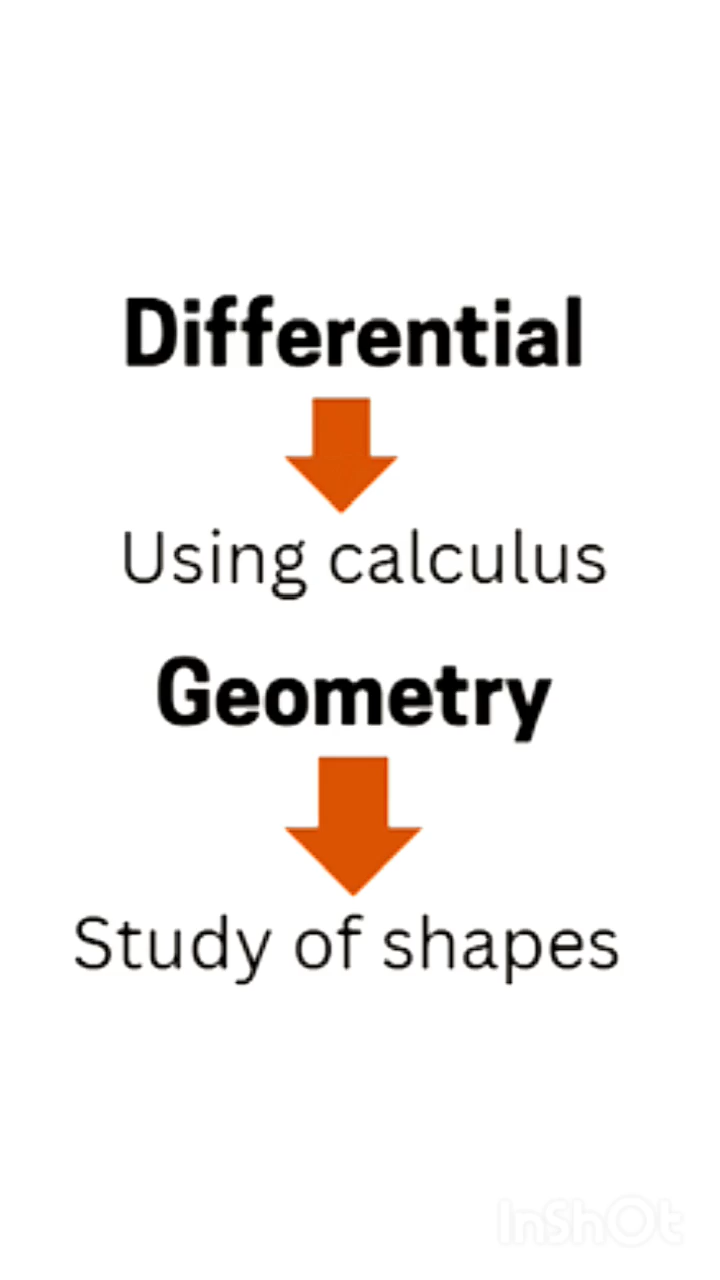 Differential
Using calculus
Geometry
Study of shapes
InShOt